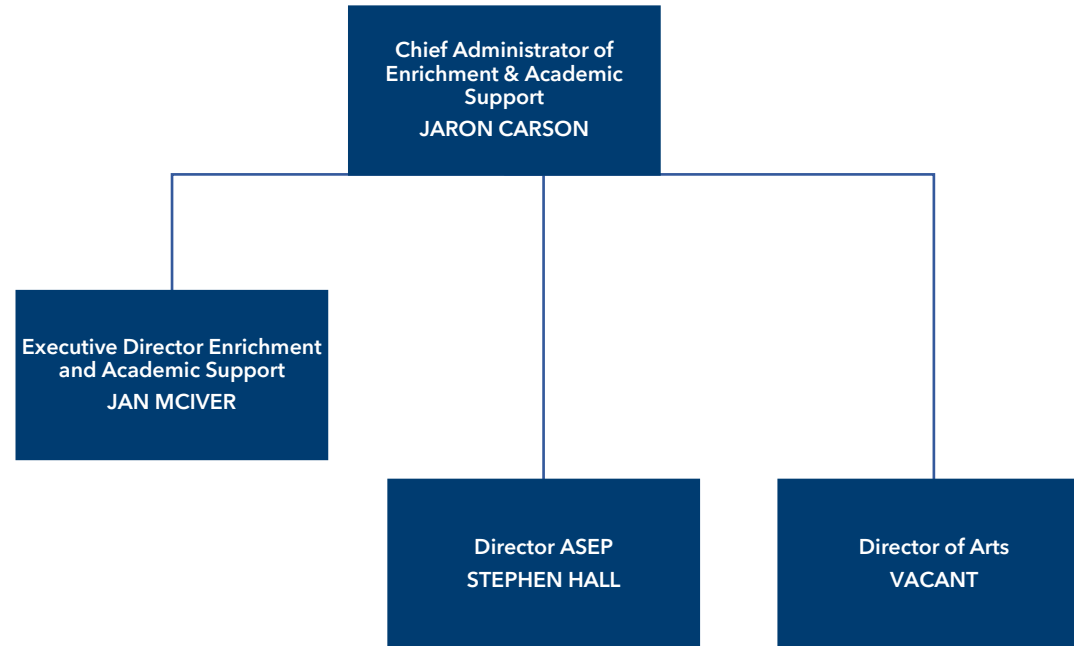 Chief Administrator of
Enrichment & Academic
Support
JARON CARSON
Executive Director Enrichment
and Academic Support
JAN MCIVER
Director ASEP
STEPHEN HALL
Director of Arts
VACANT